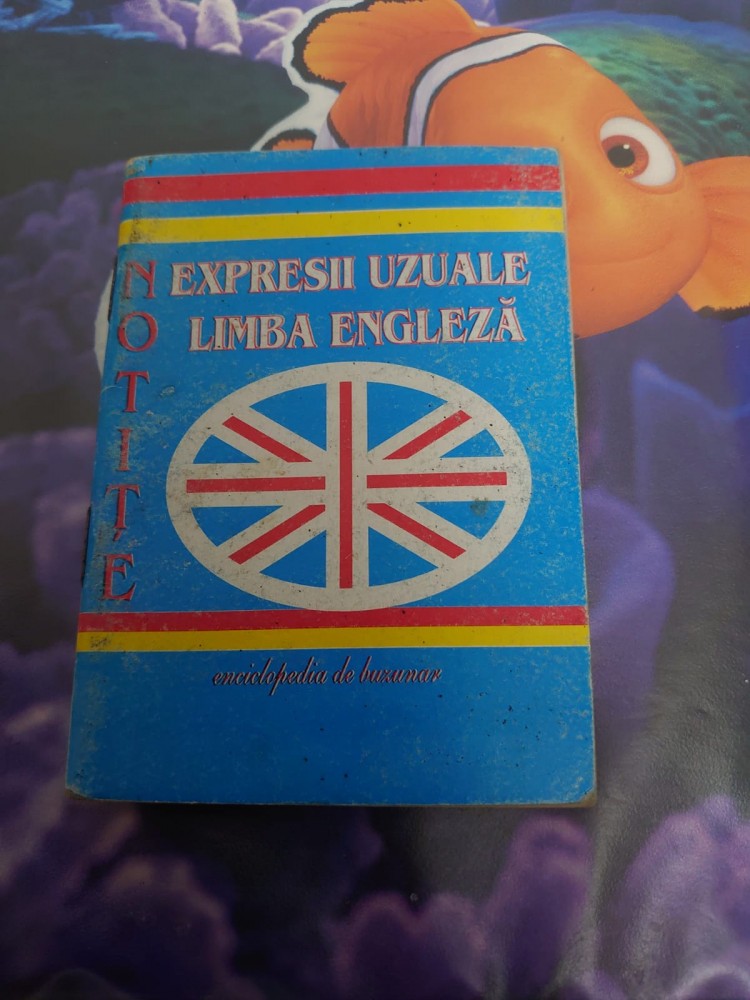 NOTIȚE
EXPRESII UZUALE
LIMBA ENGLEZĂ
enciclopedia de buzunar